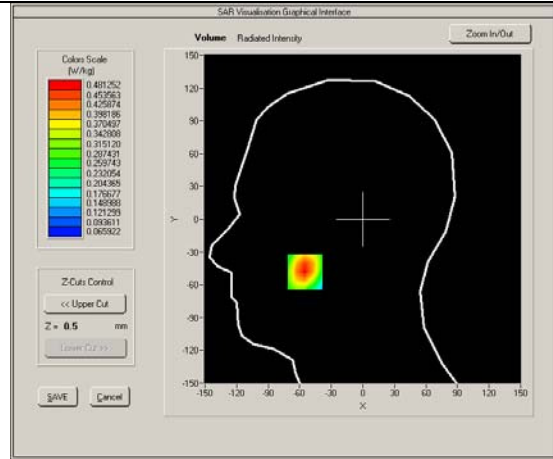 SAR Visualisation Graphical Interface
Volume Radiated Intensity
Zoom In/Out
Colors Scale
(W/kg)
0.481252
0.453563
0.425874
0.398186
0.370497
0.342808
0.315120
0.287431
0.259743
0.232054
0.204365
0.176677
0.148988
0.121299
0.093611
0.065922
Z-Cuts Control
<< Upper Cut
Z = 0.5 mm
Lower Cut >>
SAVE
Cancel
150
120
90
60
30
Y
0
-30
-60
-90
-120
-150
-150 -120 -90 -60 -30 0 30 60 90 120 150
X